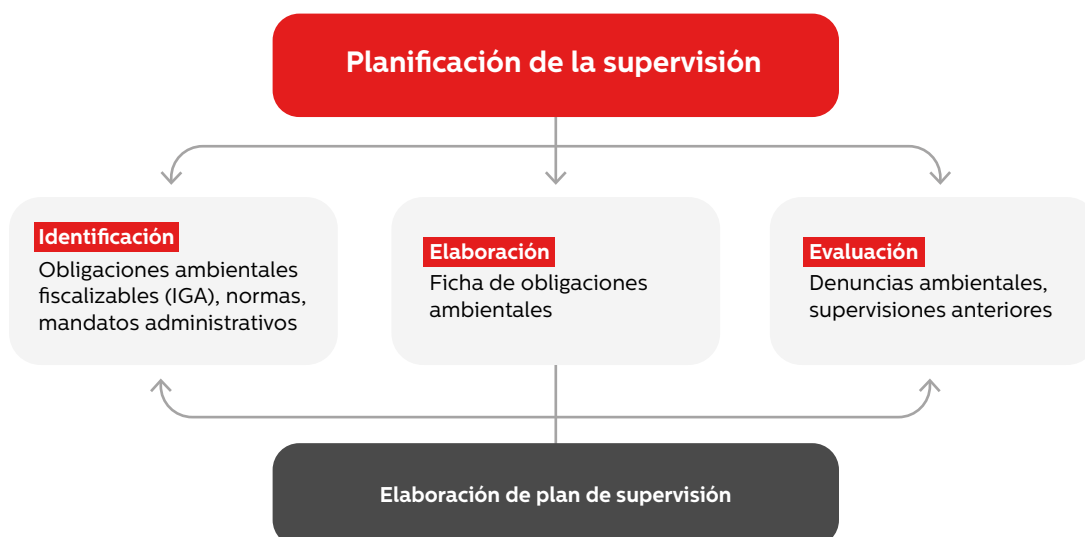 Planificación de la supervisión
Identificación
Obligaciones ambientales
fiscalizables (IGA), normas,
mandatos administrativos
Elaboración
Ficha de obligaciones
ambientales
Evaluación
Denuncias ambientales,
supervisiones anteriores
Elaboración de plan de supervisión